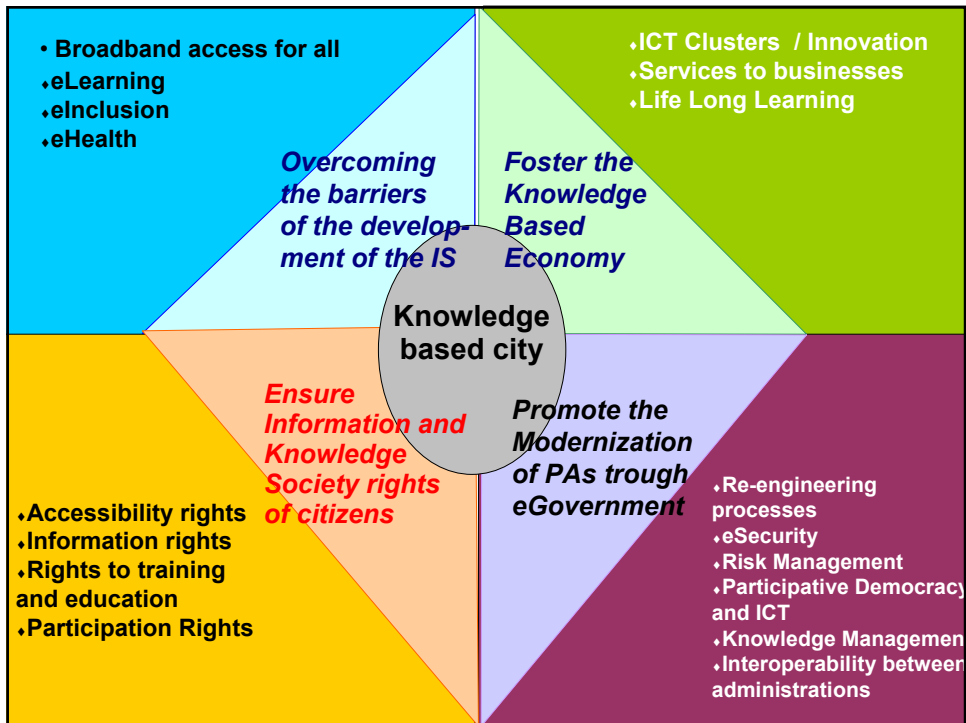 • Broadband access for all
⬩eLearning
⬩eInclusion
⬩eHealth
⬩ICT Clusters / Innovation
⬩Services to businesses
⬩Life Long Learning
Overcoming
the barriers
of the develop-
ment of the IS
Foster the
Knowledge
Based
Economy
Knowledge
based city
Ensure
Information and
Knowledge
Society rights
of citizens
Promote the
Modernization
of PAs trough
eGovernment
⬩Accessibility rights
⬩Information rights
⬩Rights to training
and education
⬩Participation Rights
⬩Re-engineering
processes
⬩eSecurity
⬩Risk Management
⬩Participative Democracy
and ICT
⬩Knowledge Managemen
⬩Interoperability between
administrations